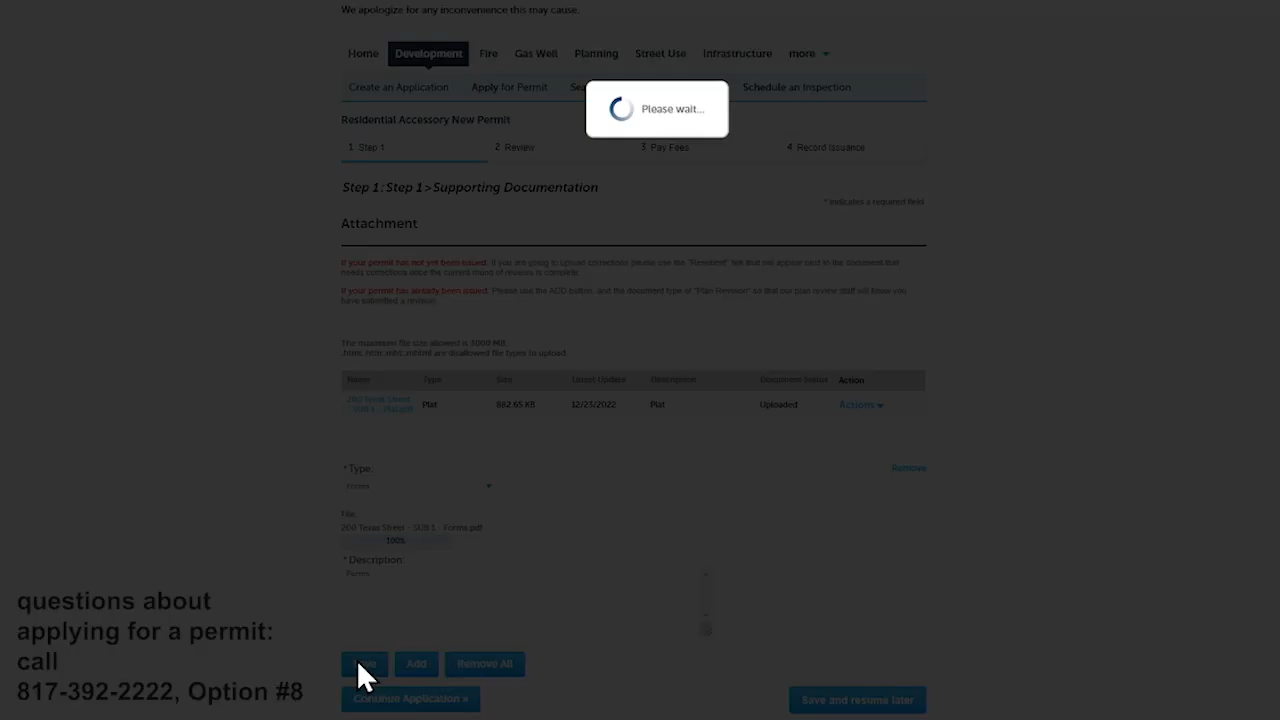 We apologize for any inconvenience this may cause.
Home Development Fire Gas Well Planning Street Use Infrastructure more
Create an Application Apply for Permit Sea Schedule an Inspection
Please wait...
Residential Accessory New Permit
1 Step 1 2 Review 3 Pay Fees 4 Record Issuance
Step 1: Step 1 > Supporting Documentation
* indicates a required field.
Attachment
If your permit has not yet been issued. If you are going to upload corrections please use the "Resubmit" link that will appear next to the document that
needs corrections once the current round of reviews is complete.
If your permit has already been issued. Please use the ADD button, and the document type of "Plan Revision" so that our plan review staff will know you
have submitted a revision.
The maximum file size allowed is 8000 MB.
.html;.htm;.mht;.mhtml are disallowed file types to upload
Name Type Size Latest Update Description Document Status Action
200 Texas Street
- SUB 1 - Plat.pdf Plat 882.65 KB 12/23/2022 Plat Uploaded Actions
* Type: Remove
Forms
File:
200 Texas Street - SUB 1 - Forms.pdf
100%
* Description:
Forms
questions about
applying for a permit:
call
817-392-2222, Option #8
Add Remove All
Continue Application » Save and resume later